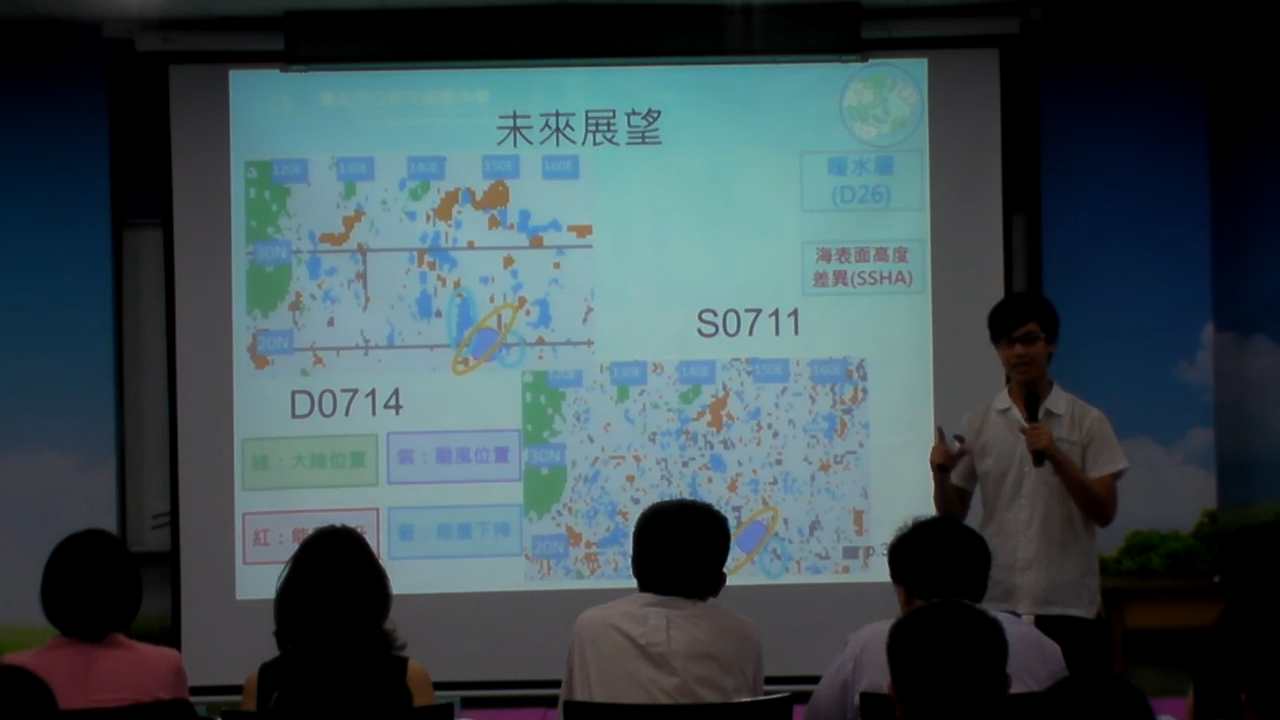 未來展望
120E 130E 140E 150E 160E
暖水層
(D26)
30N
海表面高度
差異(SSHA)
20N
S0711
D0714
130E 140E 150E 160E
綠：大陸位置
紫：颱風位置
30N
紅：能
藍：能量下降
20N
p.3